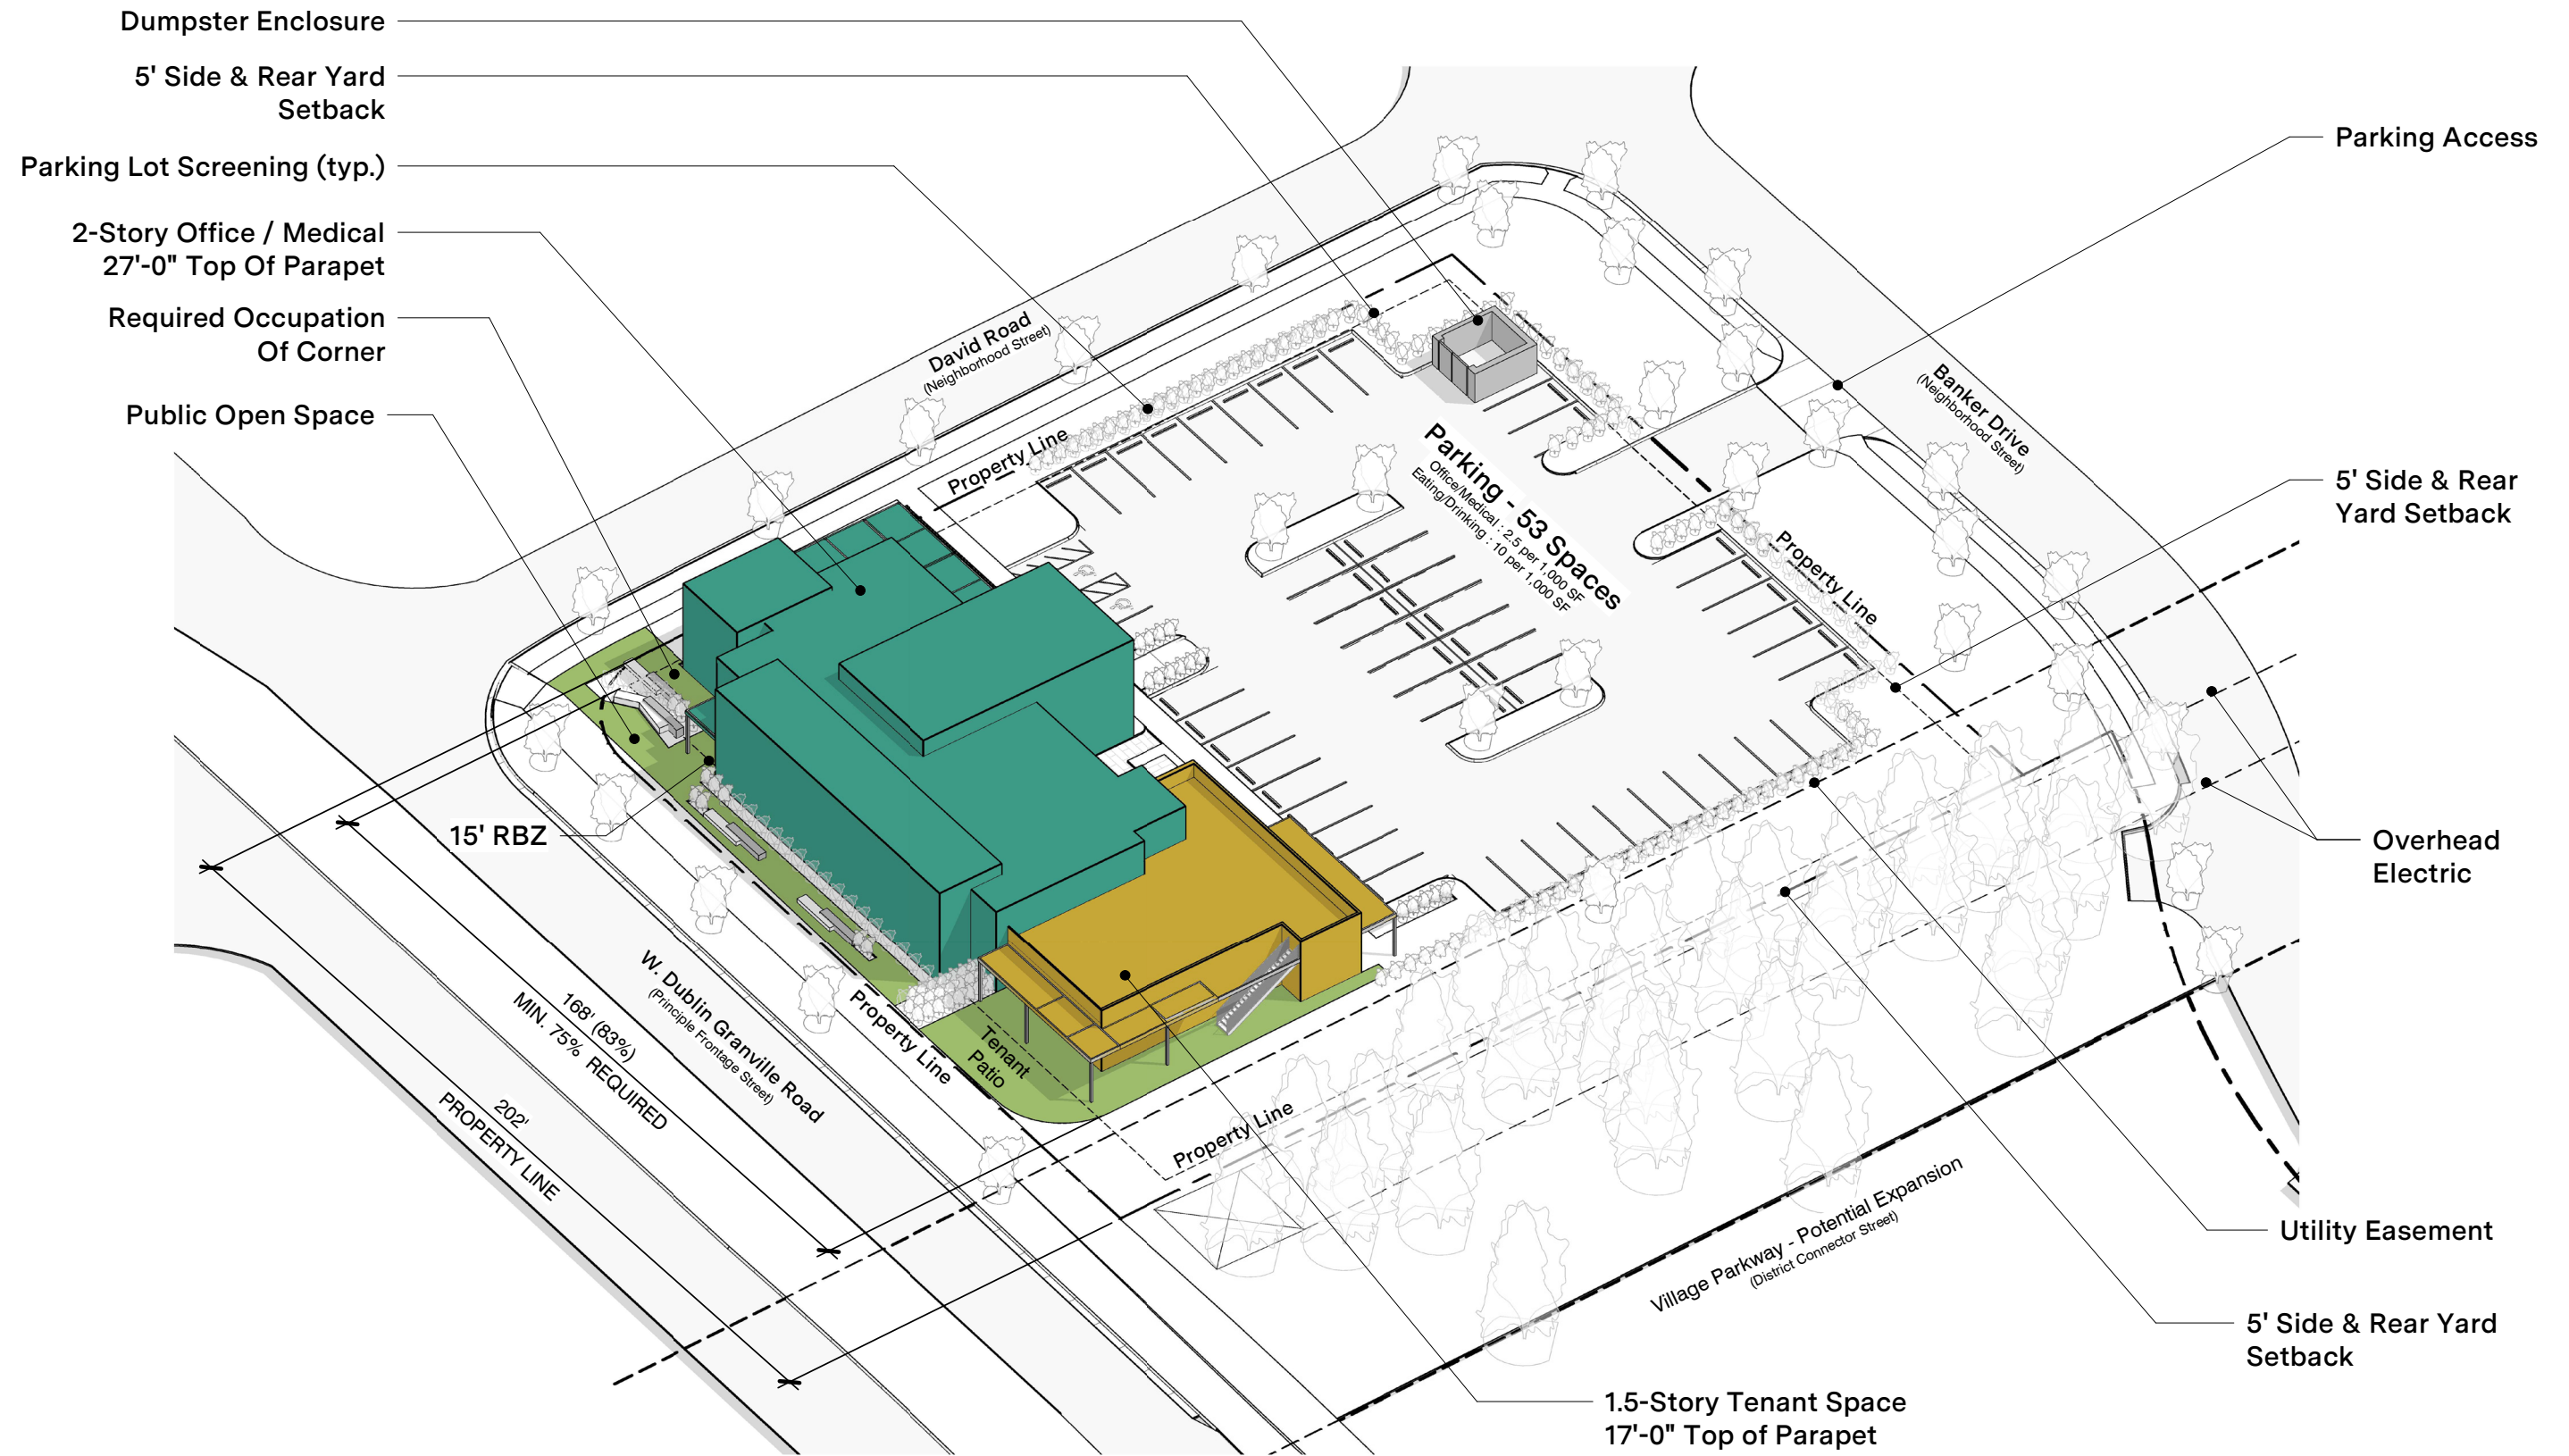 Dumpster Enclosure
5' Side & Rear Yard
Setback
Parking Lot Screening (typ.)
2-Story Office / Medical
27'-0" Top Of Parapet
Required Occupation
Of Corner
Public Open Space
15' RBZ
Parking Access
5' Side & Rear
Yard Setback
Overhead
Electric
Utility Easement
5' Side & Rear Yard
Setback
1.5-Story Tenant Space
17'-0" Top of Parapet
David Road
(Neighborhood Street)
Property Line
Banker Drive
(Neighborhood Street)
Parking - 53 Spaces
Office/Medical : 2.5 per 1,000 SF
Eating/Drinking : 10 per 1,000 SF
Property Line
W. Dublin Granville Road
(Principle Frontage Street)
168' (83%)
MIN. 75% REQUIRED
202'
PROPERTY LINE
Property Line
Tenant
Patio
Property Line
Village Parkway - Potential Expansion
(District Connector Street)